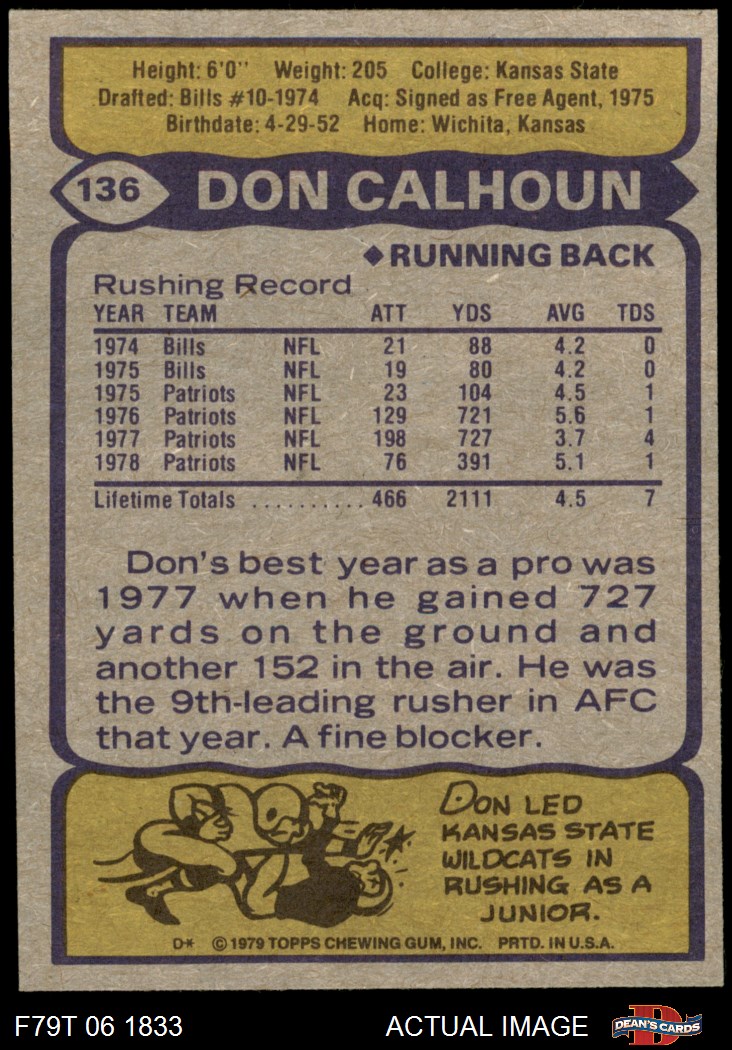 Height: 6'0" Weight: 205 College: Kansas State
Drafted: Bills #10-1974 Acq: Signed as Free Agent, 1975
Birthdate: 4-29-52 Home: Wichita, Kansas
136 DON CALHOUN
◆RUNNING BACK
Rushing Record
YEAR TEAM ATT YDS AVG TDS
1974 Bills NFL 21 88 4.2 0
1975 Bills NFL 19 80 4.2 0
1975 Patriots NFL 23 104 4.5 1
1976 Patriots NFL 129 721 5.6 1
1977 Patriots NFL 198 727 3.7 4
1978 Patriots NFL 76 391 5.1 1
Lifetime Totals .......... 466 2111 4.5 7
Don's best year as a pro was
1977 when he gained 727
yards on the ground and
another 152 in the air. He was
the 9th-leading rusher in AFC
that year. A fine blocker.
DON LED
KANSAS STATE
WILDCATS IN
RUSHING AS A
JUNIOR.
D* © 1979 TOPPS CHEWING GUM, INC. PRTD. IN U.S.A.
F79T 06 1833 ACTUAL IMAGE D DEAN'S CARDS